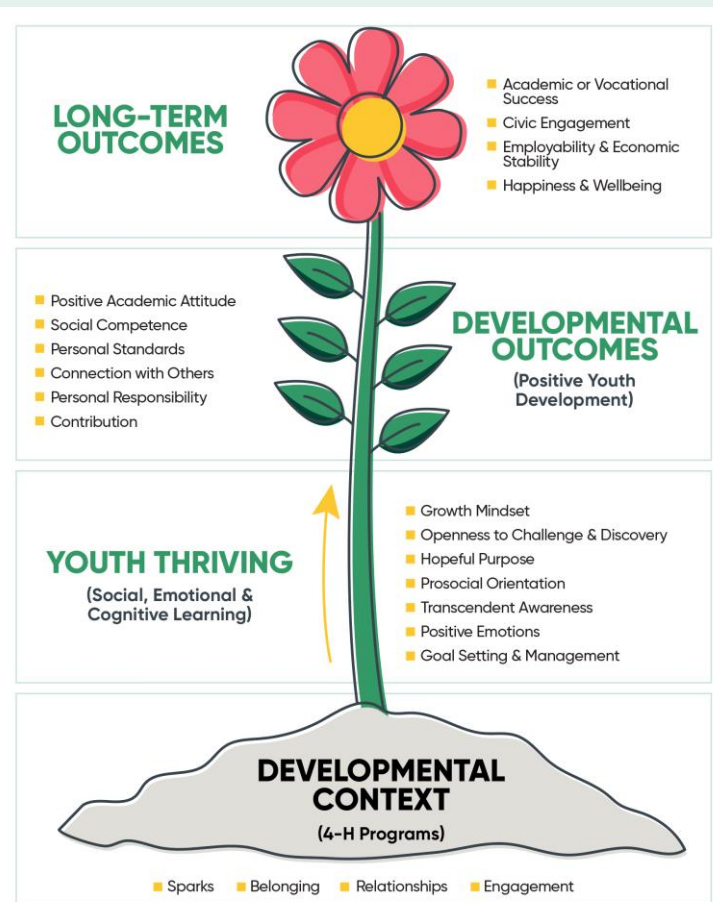 LONG-TERM
OUTCOMES
Academic or Vocational
Success
Civic Engagement
Employability & Economic
Stability
Happiness & Wellbeing
Positive Academic Attitude
Social Competence
Personal Standards
Connection with Others
Personal Responsibility
Contribution
DEVELOPMENTAL
OUTCOMES
(Positive Youth
Development)
YOUTH THRIVING
(Social, Emotional &
Cognitive Learning)
Growth Mindset
Openness to Challenge & Discovery
Hopeful Purpose
Prosocial Orientation
Transcendent Awareness
Positive Emotions
Goal Setting & Management
DEVELOPMENTAL
CONTEXT
(4-H Programs)
Sparks Belonging Relationships Engagement